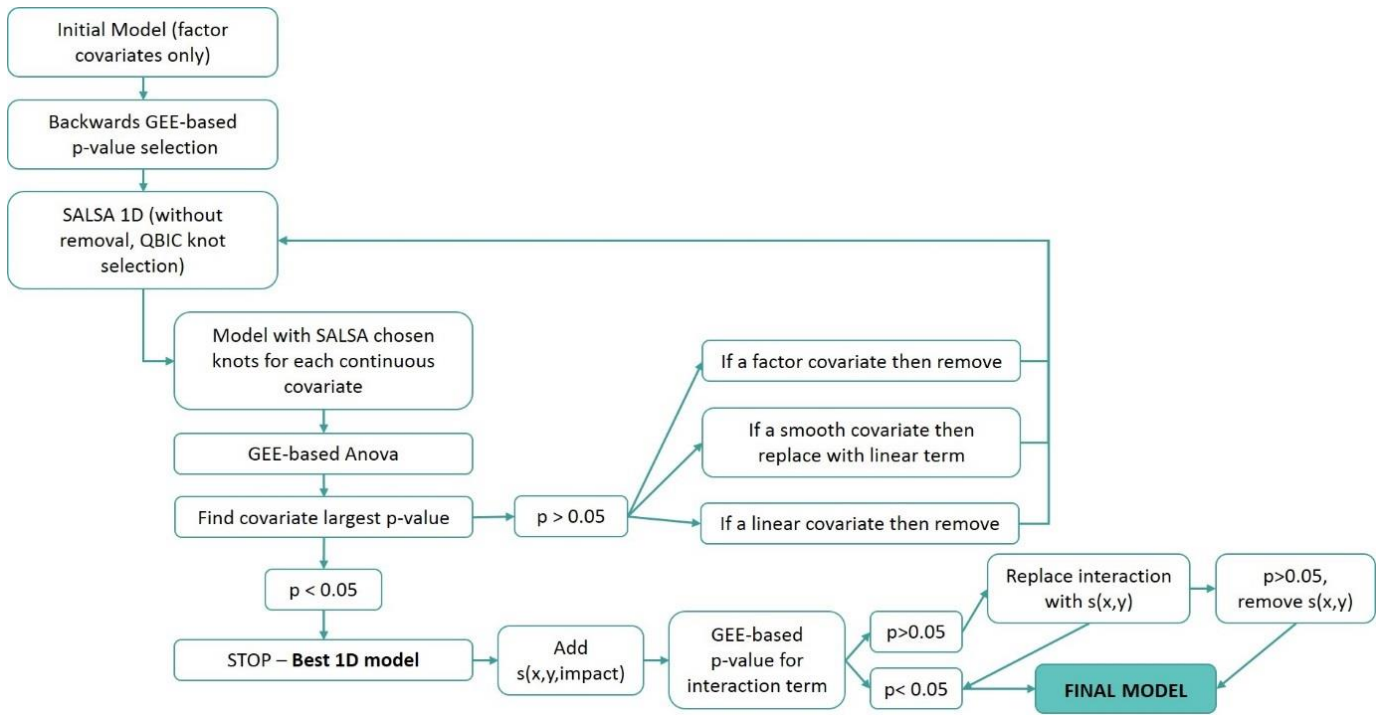 Initial Model (factor
covariates only)
Backwards GEE-based
p-value selection
SALSA 1D (without
removal, QBIC knot
selection)
Model with SALSA chosen
knots for each continuous
covariate
GEE-based Anova
Find covariate largest p-value
p > 0.05
If a factor covariate then remove
If a smooth covariate then
replace with linear term
If a linear covariate then remove
p < 0.05
STOP – Best 1D model
Add
s(x,y,impact)
GEE-based
p-value for
interaction term
p>0.05
p< 0.05
Replace interaction
with s(x,y)
p>0.05,
remove s(x,y)
FINAL MODEL